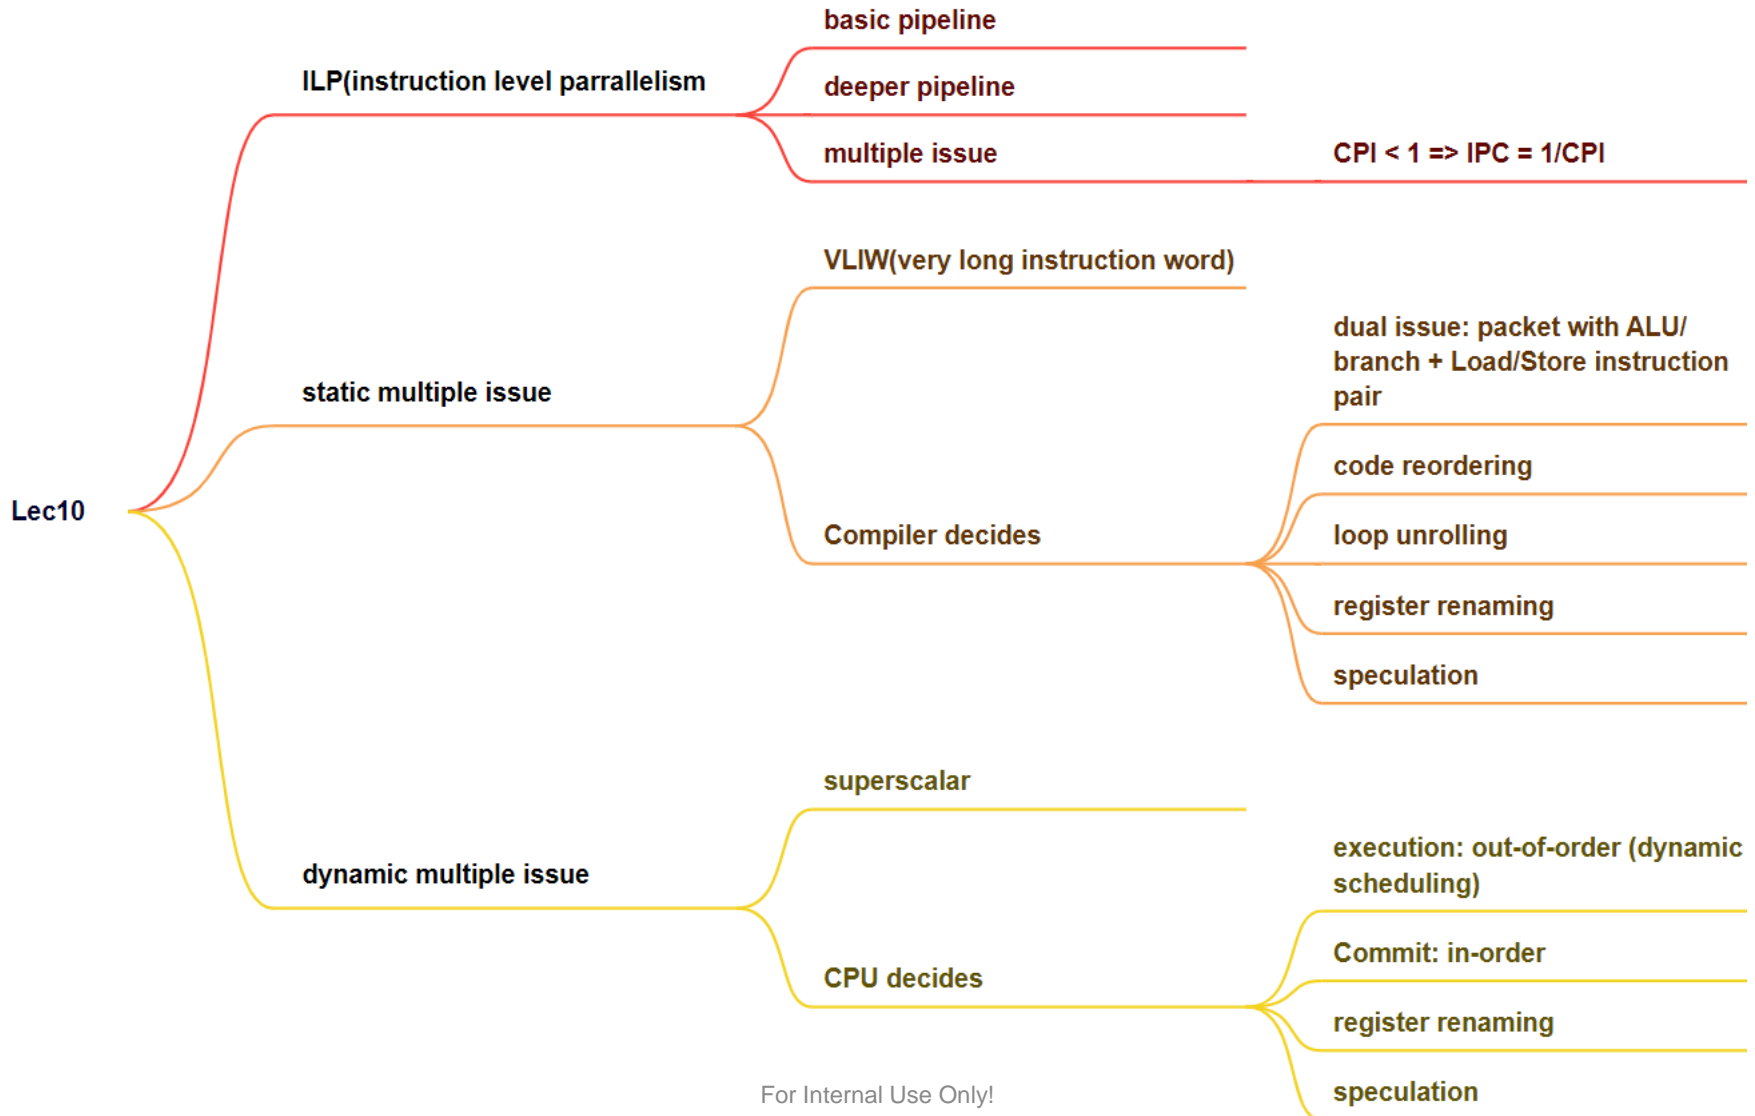 Lec10
ILP(instruction level parrallelism
basic pipeline
deeper pipeline
multiple issue
CPI < 1 => IPC = 1/CPI
static multiple issue
VLIW(very long instruction word)
Compiler decides
dual issue: packet with ALU/
branch + Load/Store instruction
pair
code reordering
loop unrolling
register renaming
speculation
dynamic multiple issue
superscalar
CPU decides
execution: out-of-order (dynamic
scheduling)
Commit: in-order
register renaming
speculation
For Internal Use Only!